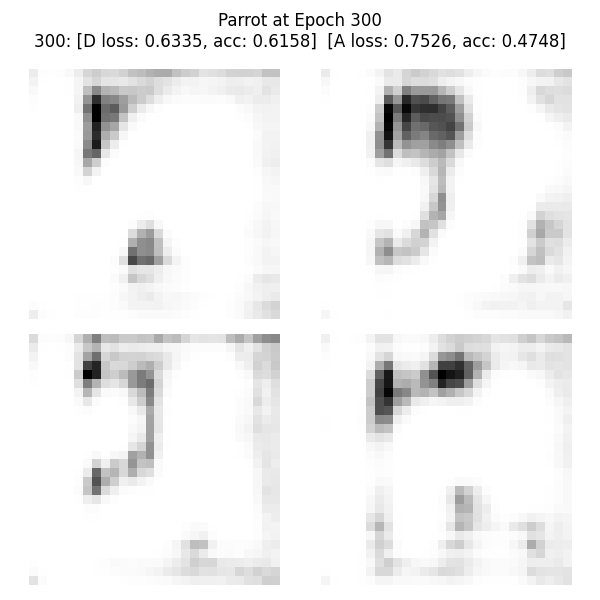 Parrot at Epoch 300
300: [D loss: 0.6335, acc: 0.6158]  [A loss: 0.7526, acc: 0.4748]